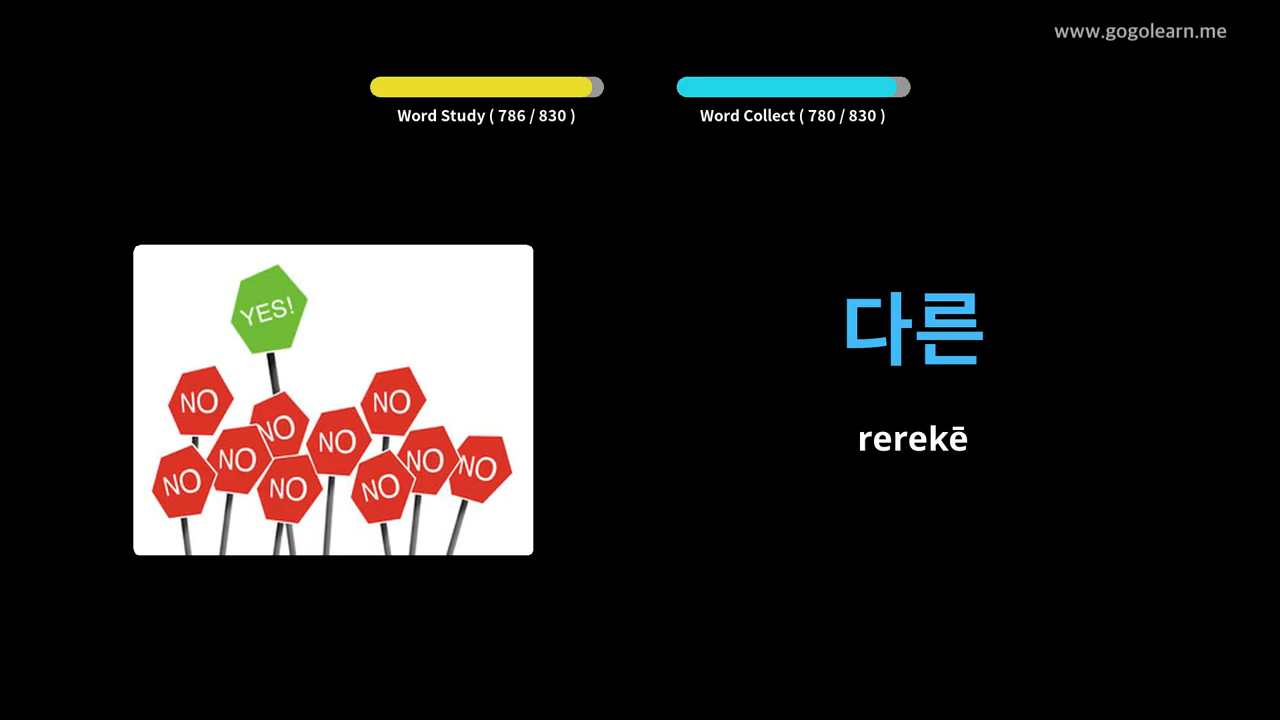 www.gogolearn.me
Word Study ( 786 / 830 )
Word Collect ( 780 / 830 )
YES!
NO
NO
NO
NO
NO
NO
NO
NO
NO
NO
다른
rerekē